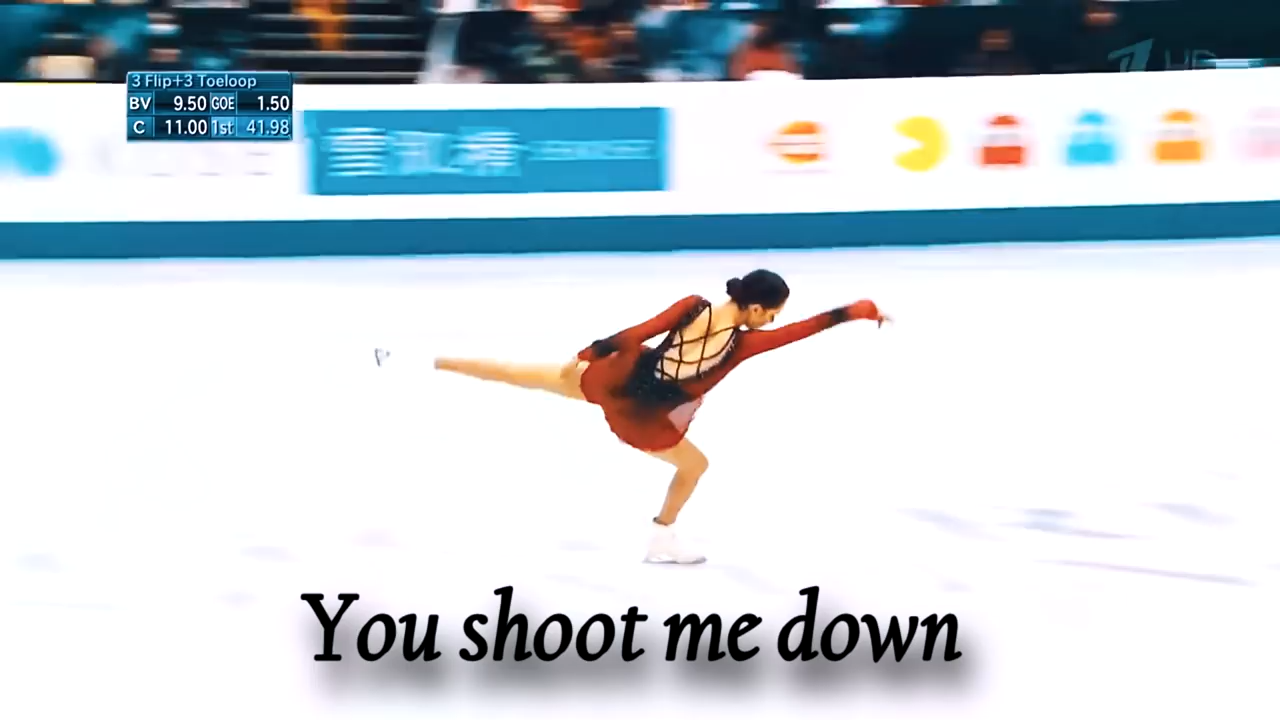 3 Flip+3 Toeloop
BV 9.50 GOE 1.50
C 11.00 1st 41.98
HD
You shoot me down